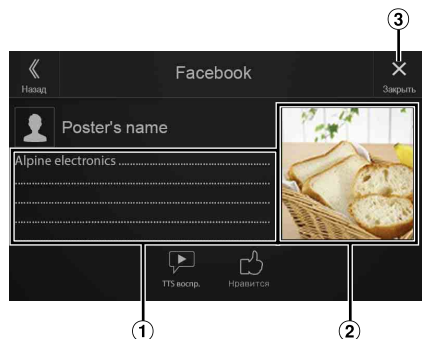 ③
Назад
Facebook
Закрыть
Poster's name
Alpine electronics ..........................................
................................................................
................................................................
................................................................
TTS воспр.
Нравится
①
②